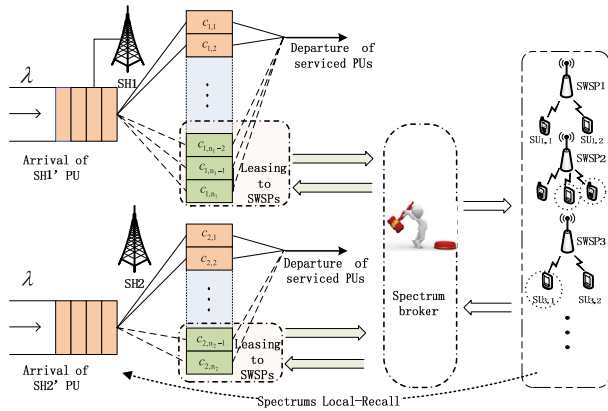 λ
SH1
Arrival of
SH1' PU
c1,1
c1,2
c1,n1−2
c1,n1−1
c1,n1
Leasing
to
SWSPs
Departure of
serviced PUs
λ
SH2
Arrival of
SH2' PU
c2,1
c2,2
c2,n2−1
c2,n2
Leasing to
SWSPs
Departure of
serviced PUs
Spectrum
broker
SWSP1
SU1,1
SU1,2
SWSP2
SWSP3
SU3,1
SU3,2
Spectrums Local-Recall